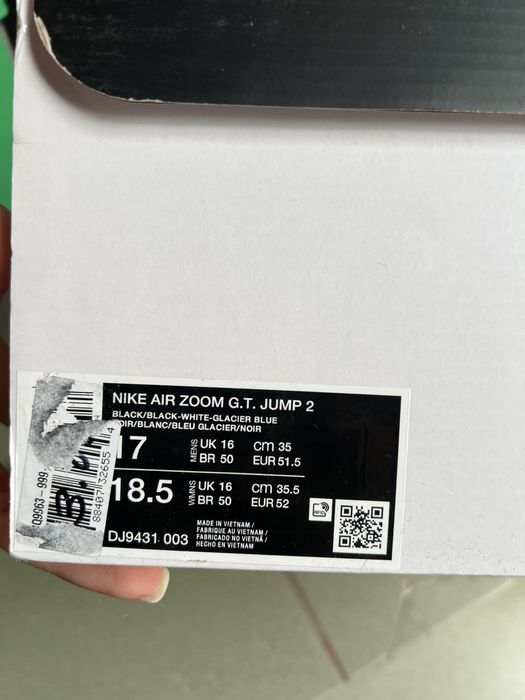 NIKE AIR ZOOM G.T. JUMP 2
BLACK/BLACK-WHITE-GLACIER BLUE
OIR/BLANC/BLEU GLACIER/NOIR
17 MENS UK 16 CM 35
BR 50 EUR 51.5
18.5 WMNS UK 16 CM 35.5
BR 50 EUR 52
DJ9431 003
MADE IN VIETNAM /
FABRIQUÉ AU VIETNAM /
FABRICADO NO VIETNÃ /
HECHO EN VIETNAM